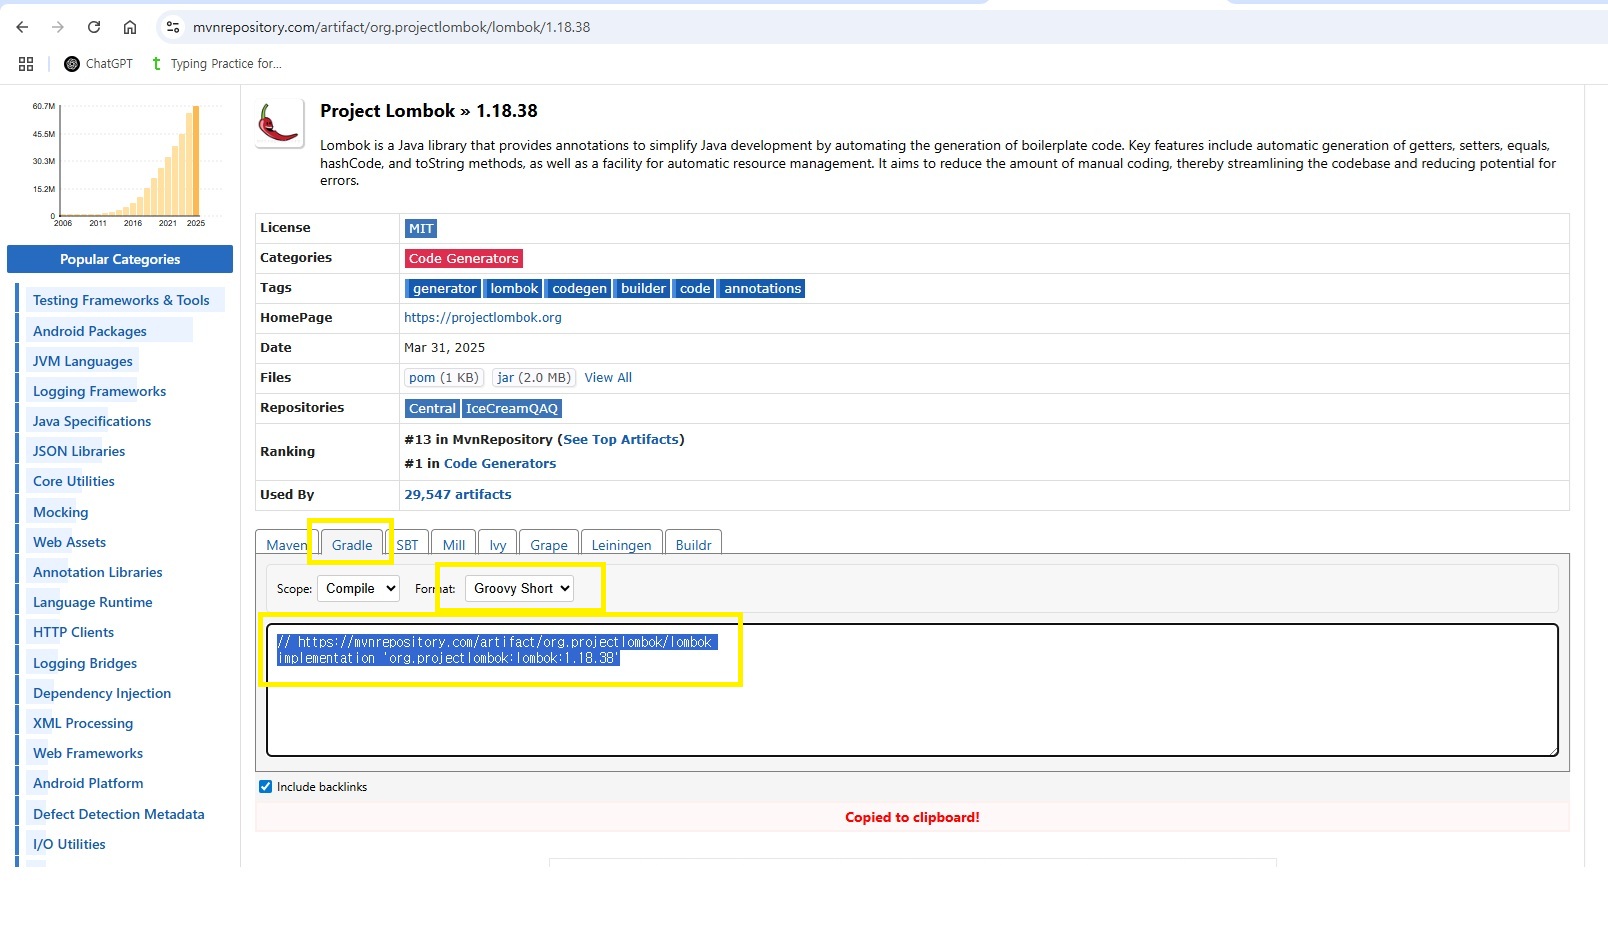 mvnrepository.com/artifact/org.projectlombok/lombok/1.18.38
ChatGPT
Typing Practice for...
60.7M
45.5M
30.3M
15.2M
0
2006 2011 2016 2021 2025
Popular Categories
Testing Frameworks & Tools
Android Packages
JVM Languages
Logging Frameworks
Java Specifications
JSON Libraries
Core Utilities
Mocking
Web Assets
Annotation Libraries
Language Runtime
HTTP Clients
Logging Bridges
Dependency Injection
XML Processing
Web Frameworks
Android Platform
Defect Detection Metadata
I/O Utilities
Project Lombok » 1.18.38
Lombok is a Java library that provides annotations to simplify Java development by automating the generation of boilerplate code. Key features include automatic generation of getters, setters, equals,
hashCode, and toString methods, as well as a facility for automatic resource management. It aims to reduce the amount of manual coding, thereby streamlining the codebase and reducing potential for
errors.
License MIT
Categories Code Generators
Tags generator lombok codegen builder code annotations
HomePage https://projectlombok.org
Date Mar 31, 2025
Files pom (1 KB) jar (2.0 MB) View All
Repositories Central IceCreamQAQ
Ranking #13 in MvnRepository (See Top Artifacts)
#1 in Code Generators
Used By 29,547 artifacts
Maven Gradle SBT Mill Ivy Grape Leiningen Buildr
Scope: Compile Format: Groovy Short
// https://mvnrepository.com/artifact/org.projectlombok/lombok
implementation 'org.projectlombok:lombok:1.18.38'
Include backlinks
Copied to clipboard!